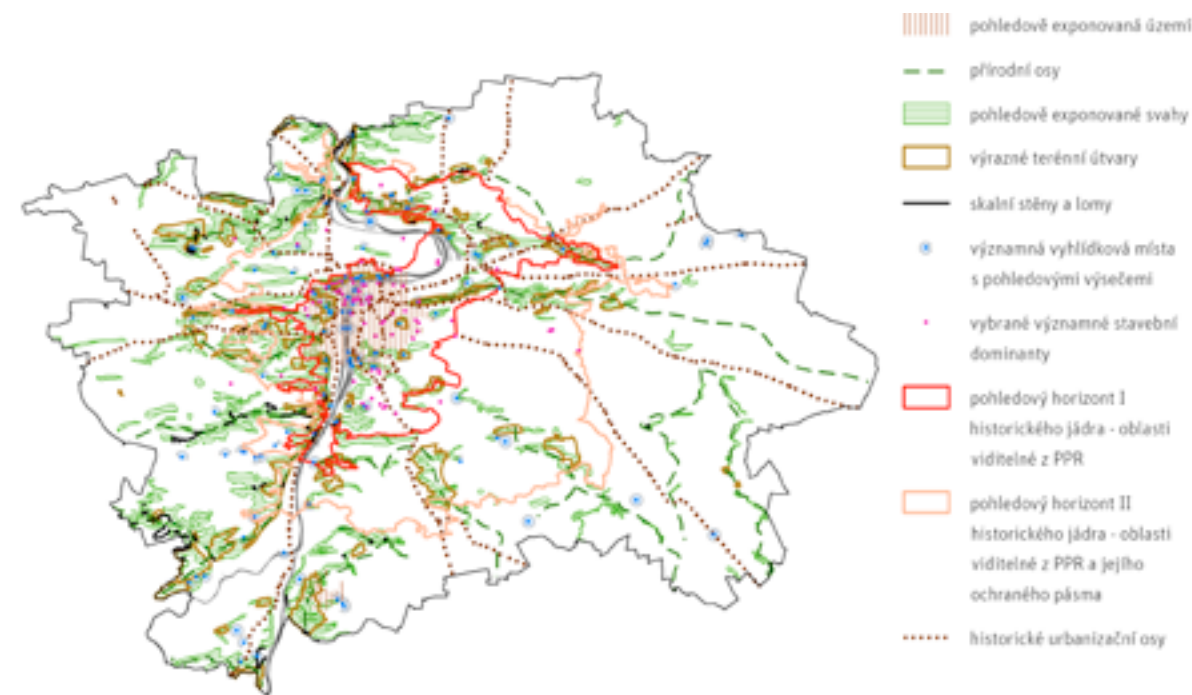 pohledově exponovaná území
přírodní osy
pohledově exponované svahy
výrazné terénní útvary
skalní stěny a lomy
významná vyhlídková místa
s pohledovými výsečemi
vybrané významné stavební
dominanty
pohledový horizont I
historického jádra - oblasti
viditelné z PPR
pohledový horizont II
historického jádra - oblasti
viditelné z PPR a jejího
ochraného pásma
historické urbanizační osy